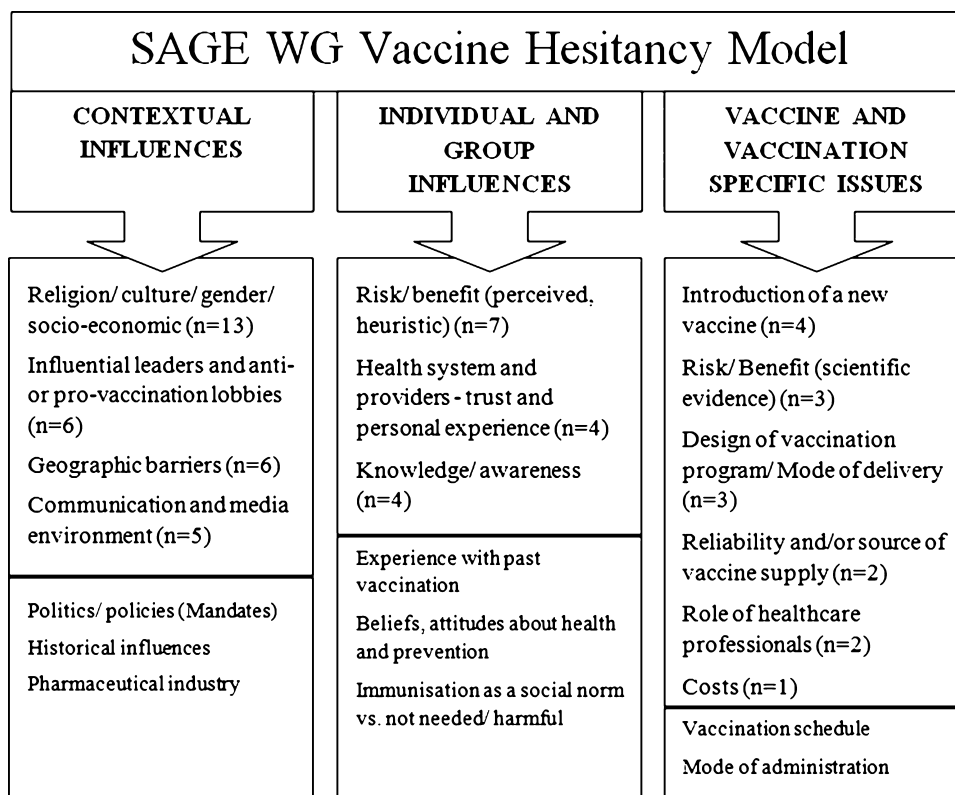 SAGE WG Vaccine Hesitancy Model
CONTEXTUAL
INFLUENCES
Religion/ culture/ gender/
socio-economic (n=13)
Influential leaders and anti-
or pro-vaccination lobbies
(n=6)
Geographic barriers (n=6)
Communication and media
environment (n=5)
Politics/ policies (Mandates)
Historical influences
Pharmaceutical industry
INDIVIDUAL AND
GROUP
INFLUENCES
Risk/ benefit (perceived,
heuristic) (n=7)
Health system and
providers - trust and
personal experience (n=4)
Knowledge/ awareness
(n=4)
Experience with past
vaccination
Beliefs, attitudes about health
and prevention
Immunisation as a social norm
vs. not needed/ harmful
VACCINE AND
VACCINATION
SPECIFIC ISSUES
Introduction of a new
vaccine (n=4)
Risk/ Benefit (scientific
evidence) (n=3)
Design of vaccination
program/ Mode of delivery
(n=3)
Reliability and/or source of
vaccine supply (n=2)
Role of healthcare
professionals (n=2)
Costs (n=1)
Vaccination schedule
Mode of administration